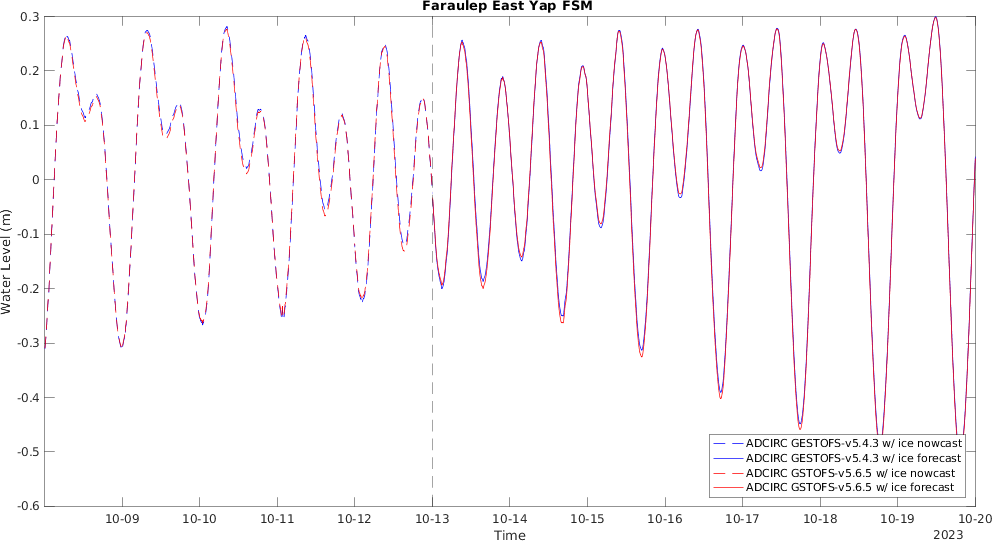 Faraulep East Yap FSM
0.3
0.2
0.1
0
-0.1
-0.2
-0.3
-0.4
-0.5
-0.6
Water Level (m)
ADCIRC GESTOFS-v5.4.3 w/ ice nowcast
ADCIRC GESTOFS-v5.4.3 w/ ice forecast
ADCIRC GSTOFS-v5.6.5 w/ ice nowcast
ADCIRC GSTOFS-v5.6.5 w/ ice forecast
10-09 10-10 10-11 10-12 10-13 10-14 10-15 10-16 10-17 10-18 10-19 10-20
Time
2023